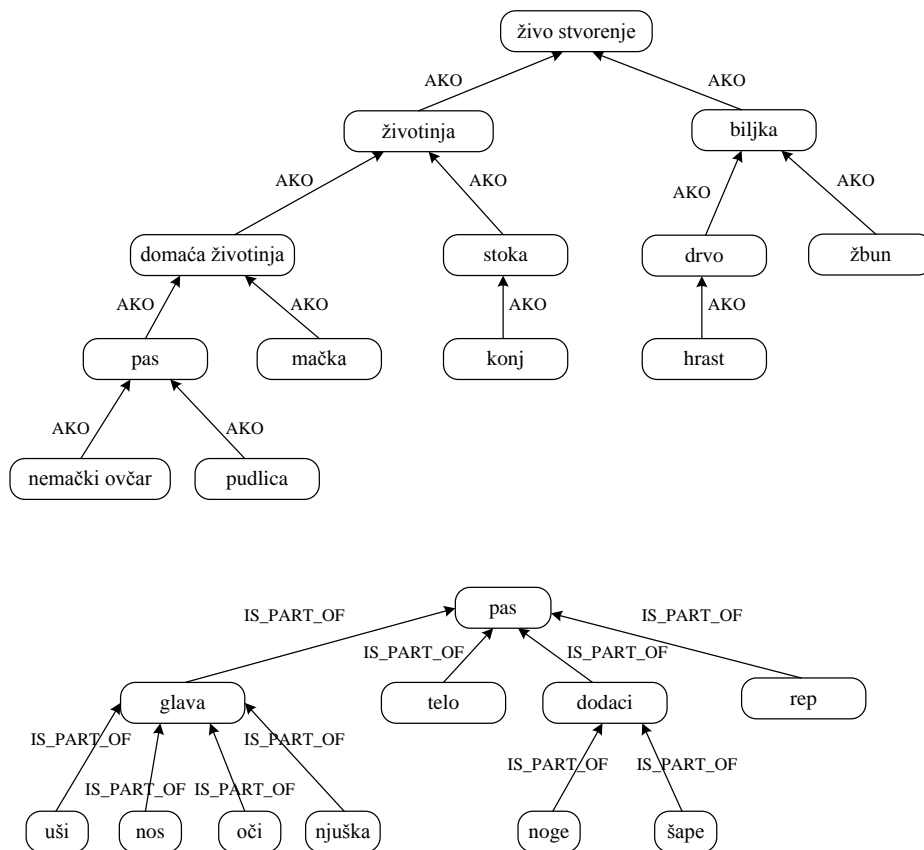 živo stvorenje
AKO AKO
životinja biljka
AKO AKO AKO AKO
domaća životinja stoka drvo žbun
AKO AKO AKO AKO
pas mačka konj hrast
AKO AKO
nemački ovčar pudlica
pas
IS_PART_OF IS_PART_OF
IS_PART_OF IS_PART_OF
glava telo dodaci rep
IS_PART_OF IS_PART_OF
IS_PART_OF IS_PART_OF IS_PART_OF IS_PART_OF
uši nos oči njuška noge šape